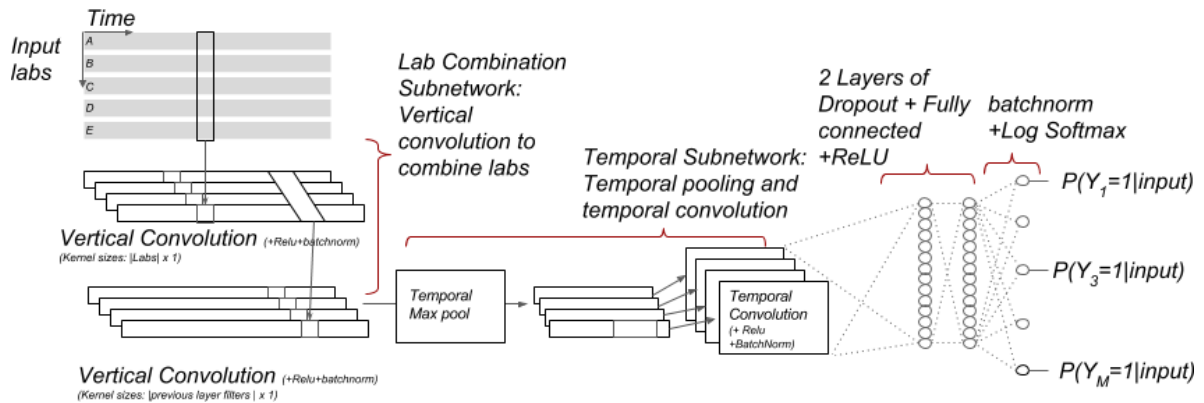 Time
Input
labs
A
B
C
D
E
Lab Combination
Subnetwork:
Vertical
convolution to
combine labs
Vertical Convolution (+Relu+batchnorm)
(Kernel sizes: |Labs| x 1)
Temporal Subnetwork:
Temporal pooling and
temporal convolution
2 Layers of
Dropout + Fully
connected
+ReLU
batchnorm
+Log Softmax
P(Y_1=1|input)
P(Y_3=1|input)
P(Y_M=1|input)
Temporal
Max pool
Temporal
Convolution
(+ Relu
+BatchNorm)
Vertical Convolution (+Relu+batchnorm)
(Kernel sizes: |previous layer filters | x 1)